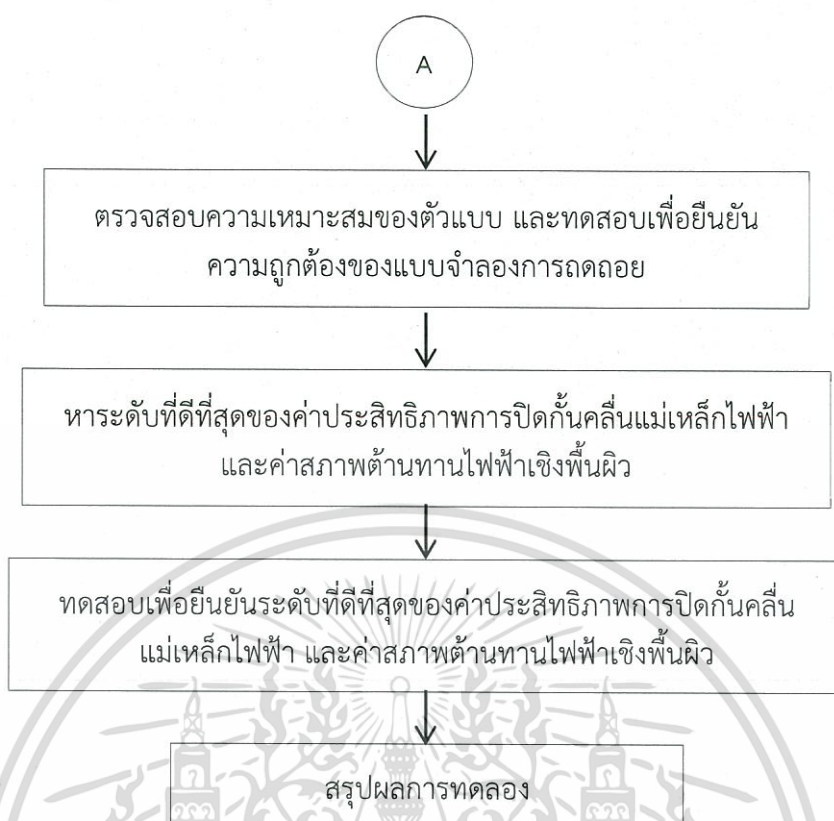 A
ตรวจสอบความเหมาะสมของตัวแบบ และทดสอบเพื่อยืนยัน
ความถูกต้องของแบบจำลองการถดถอย
หาระดับที่ดีที่สุดของค่าประสิทธิภาพการปิดกั้นคลื่นแม่เหล็กไฟฟ้า
และค่าสภาพต้านทานไฟฟ้าเชิงพื้นผิว
ทดสอบเพื่อยืนยันระดับที่ดีที่สุดของค่าประสิทธิภาพการปิดกั้นคลื่น
แม่เหล็กไฟฟ้า และค่าสภาพต้านทานไฟฟ้าเชิงพื้นผิว
สรุปผลการทดลอง